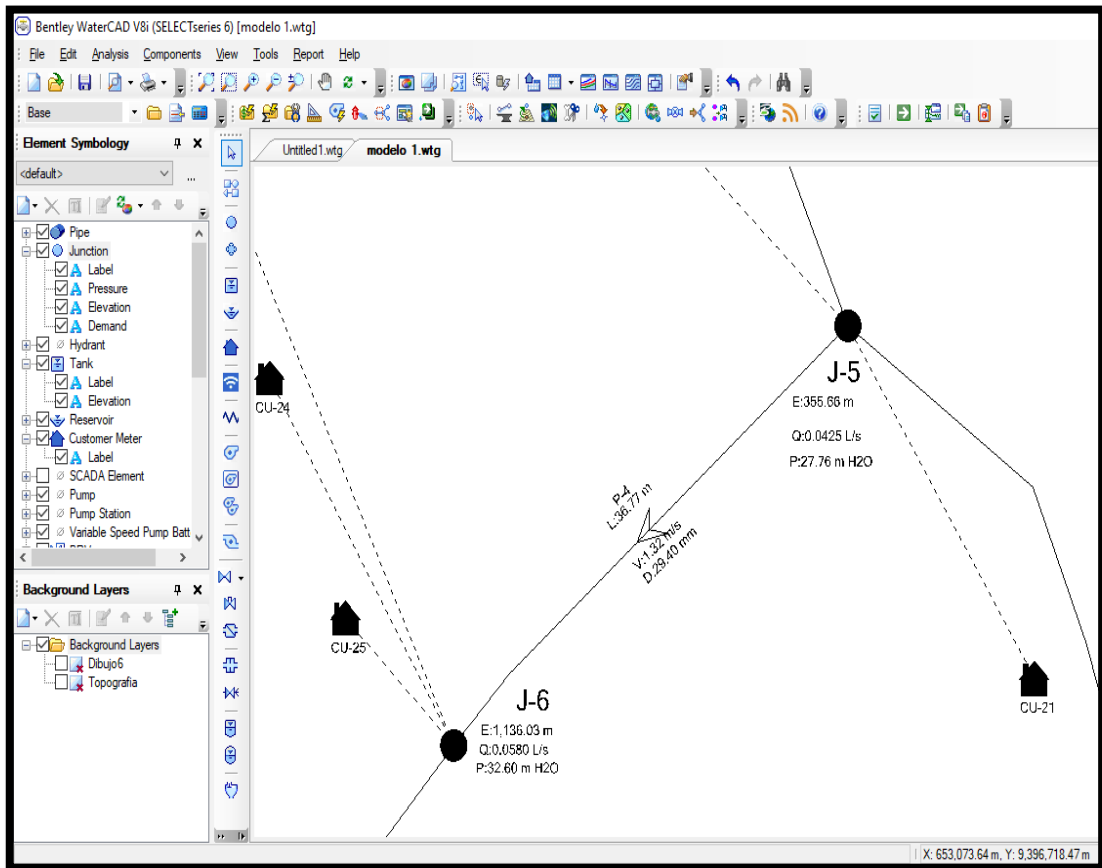 Bentley WaterCAD V8i (SELECTseries 6) [modelo 1.wtg]
File Edit Analysis Components View Tools Report Help
Base
Element Symbology
<default>
...
Pipe
Junction
Label
Pressure
Elevation
Demand
Hydrant
Tank
Label
Elevation
Reservoir
Customer Meter
Label
SCADA Element
Pump
Pump Station
Variable Speed Pump Batt
Background Layers
Background Layers
Dibujo6
Topografia
Untitled1.wtg modelo 1.wtg
J-5
E:355.66 m
Q:0.0425 L/s
P:27.76 m H2O
CU-24
P-4
L:36.77 m
V:1.32 m/s
D:29.40 mm
CU-25
CU-21
J-6
E:1,136.03 m
Q:0.0580 L/s
P:32.60 m H2O
X: 653,073.64 m, Y: 9,396,718.47 m